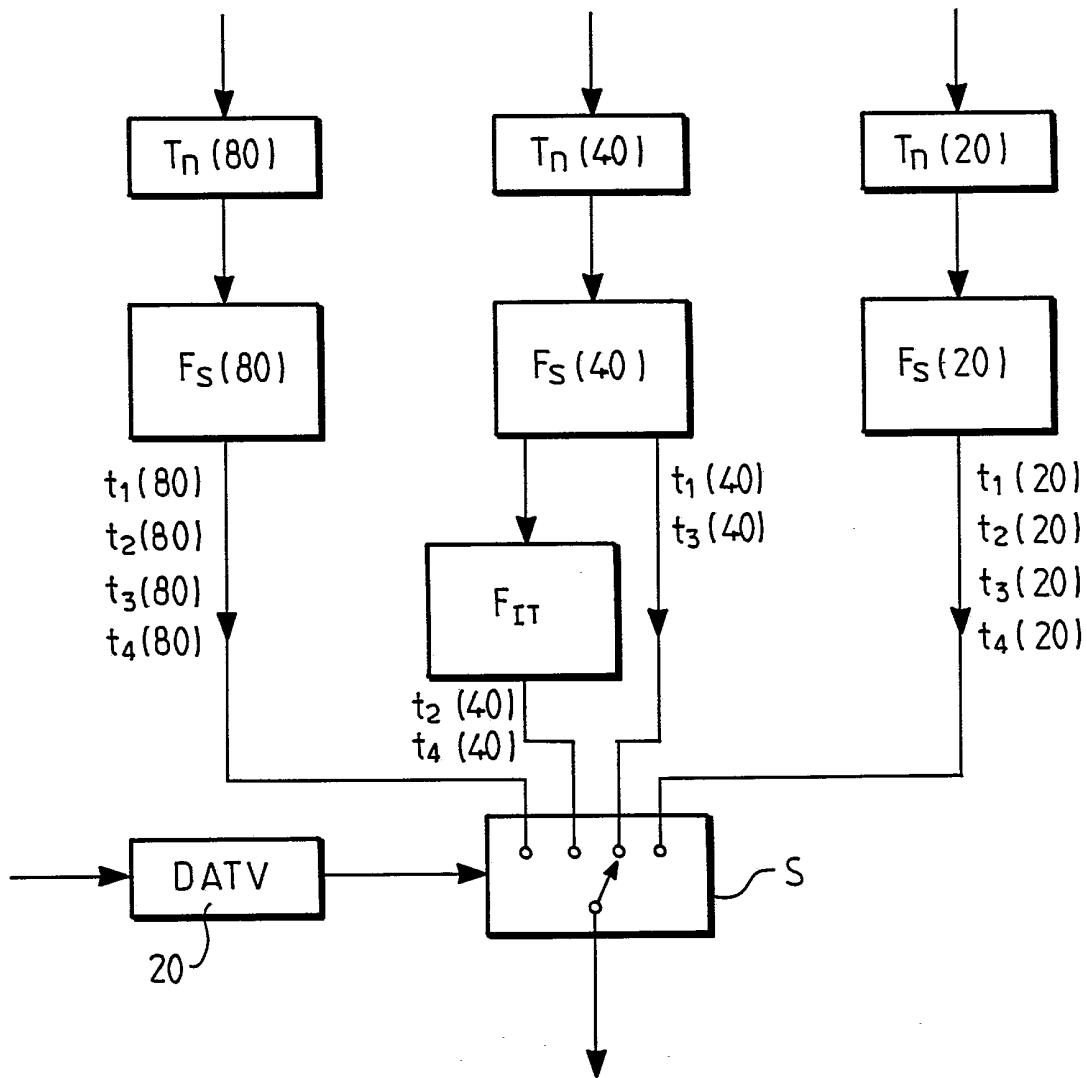 Tn (80)
Tn (40)
Tn (20)
Fs (80)
Fs (40)
Fs (20)
t1 (80)
t2 (80)
t3 (80)
t4 (80)
t1 (40)
t3 (40)
t1 (20)
t2 (20)
t3 (20)
t4 (20)
FIT
t2 (40)
t4 (40)
DATV
S
20